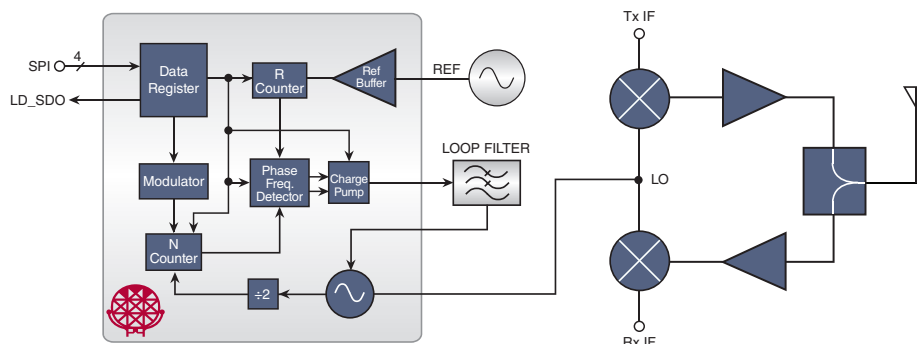 Tx IF
SPI
4
LD_SDO
Data
Register
R
Counter
Ref
Buffer
REF
LOOP FILTER
Modulator
Phase
Freq.
Detector
Charge
Pump
LO
N
Counter
÷2
Rx IF